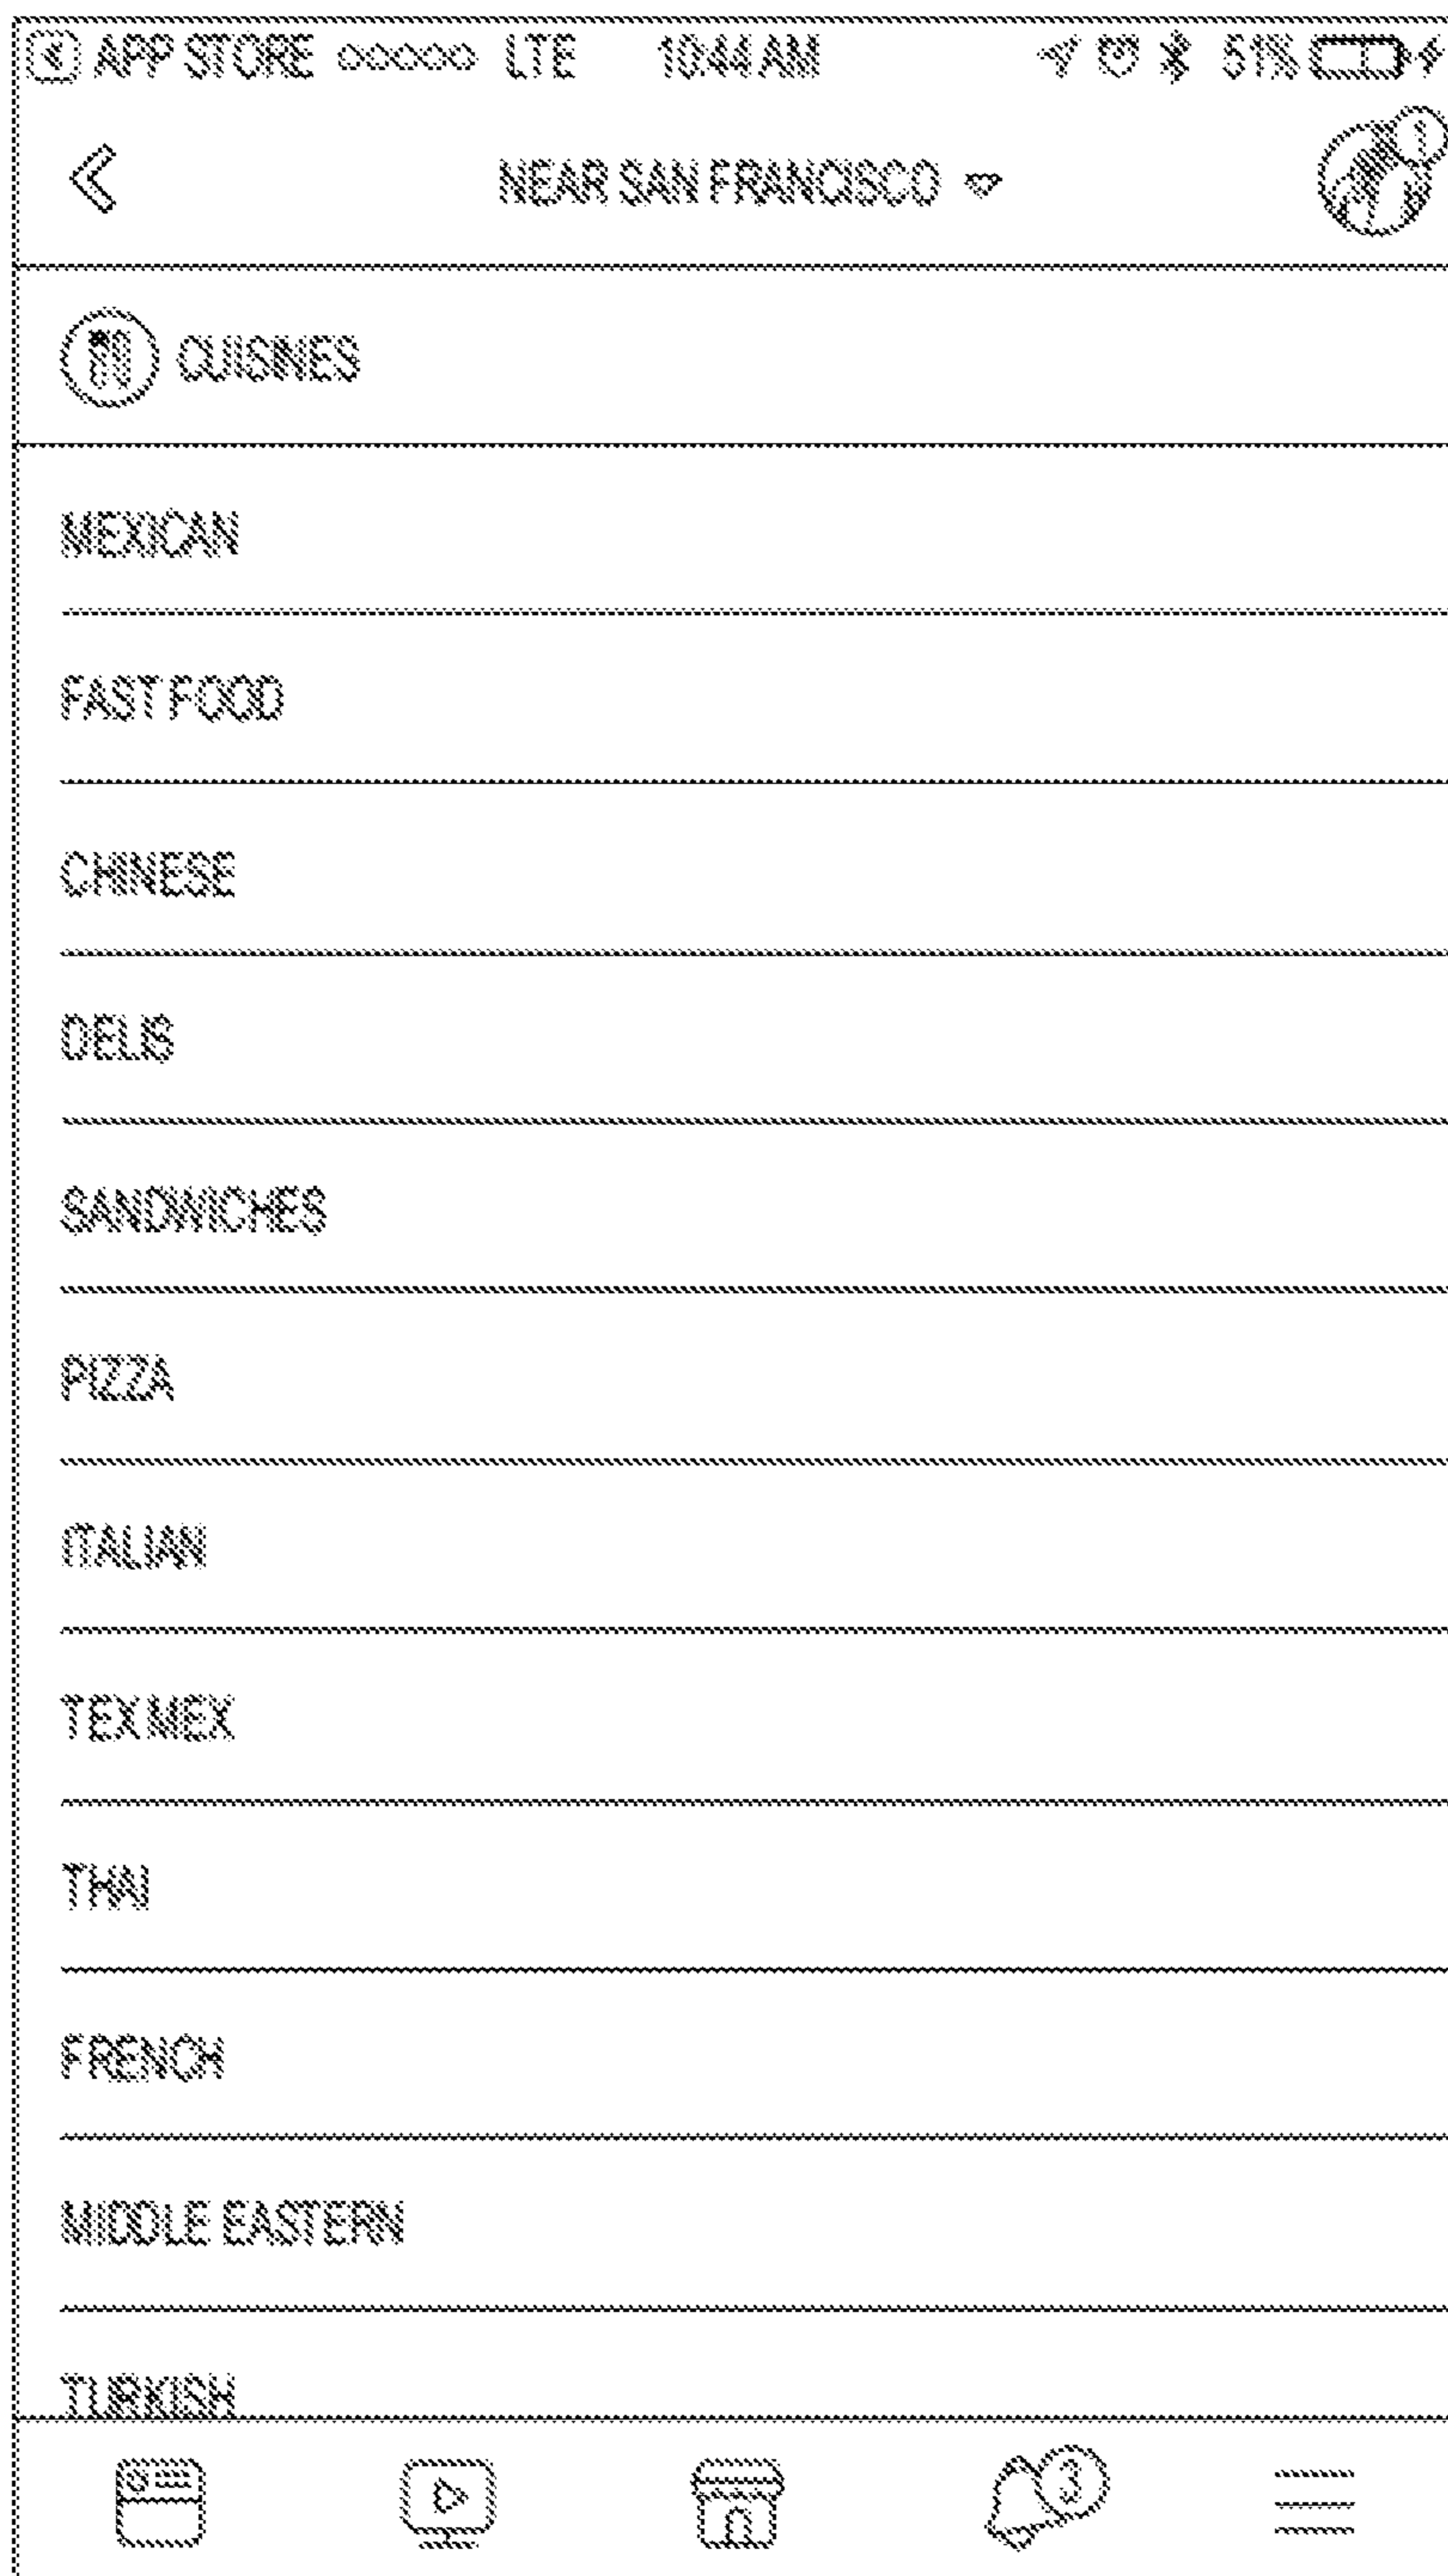 APP STORE LTE 10:44 AM 51%
NEAR SAN FRANCISCO
CUISINES
MEXICAN
FAST FOOD
CHINESE
DELIS
SANDWICHES
PIZZA
ITALIAN
TEX MEX
THAI
FRENCH
MIDDLE EASTERN
TURKISH
3